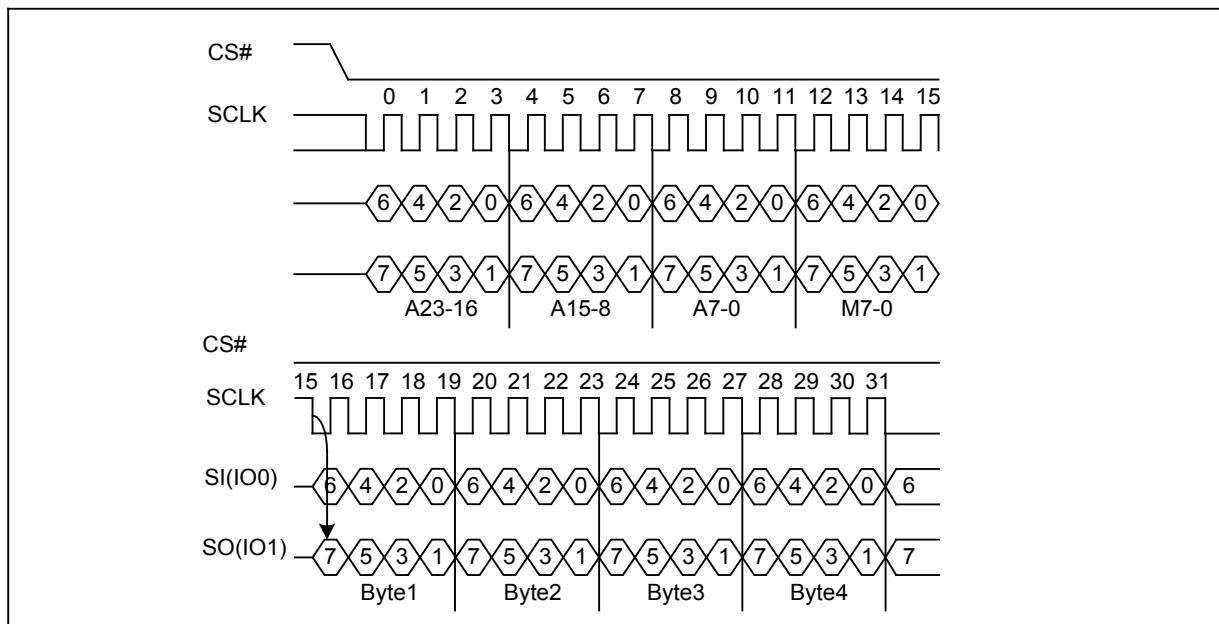 CS#
0 1 2 3 4 5 6 7 8 9 10 11 12 13 14 15
SCLK
6 4 2 0 6 4 2 0 6 4 2 0 6 4 2 0
7 5 3 1 7 5 3 1 7 5 3 1 7 5 3 1
A23-16 A15-8 A7-0 M7-0
CS#
15 16 17 18 19 20 21 22 23 24 25 26 27 28 29 30 31
SCLK
SI(IO0) 6 4 2 0 6 4 2 0 6 4 2 0 6 4 2 0 6
SO(IO1) 7 5 3 1 7 5 3 1 7 5 3 1 7 5 3 1 7
Byte1 Byte2 Byte3 Byte4